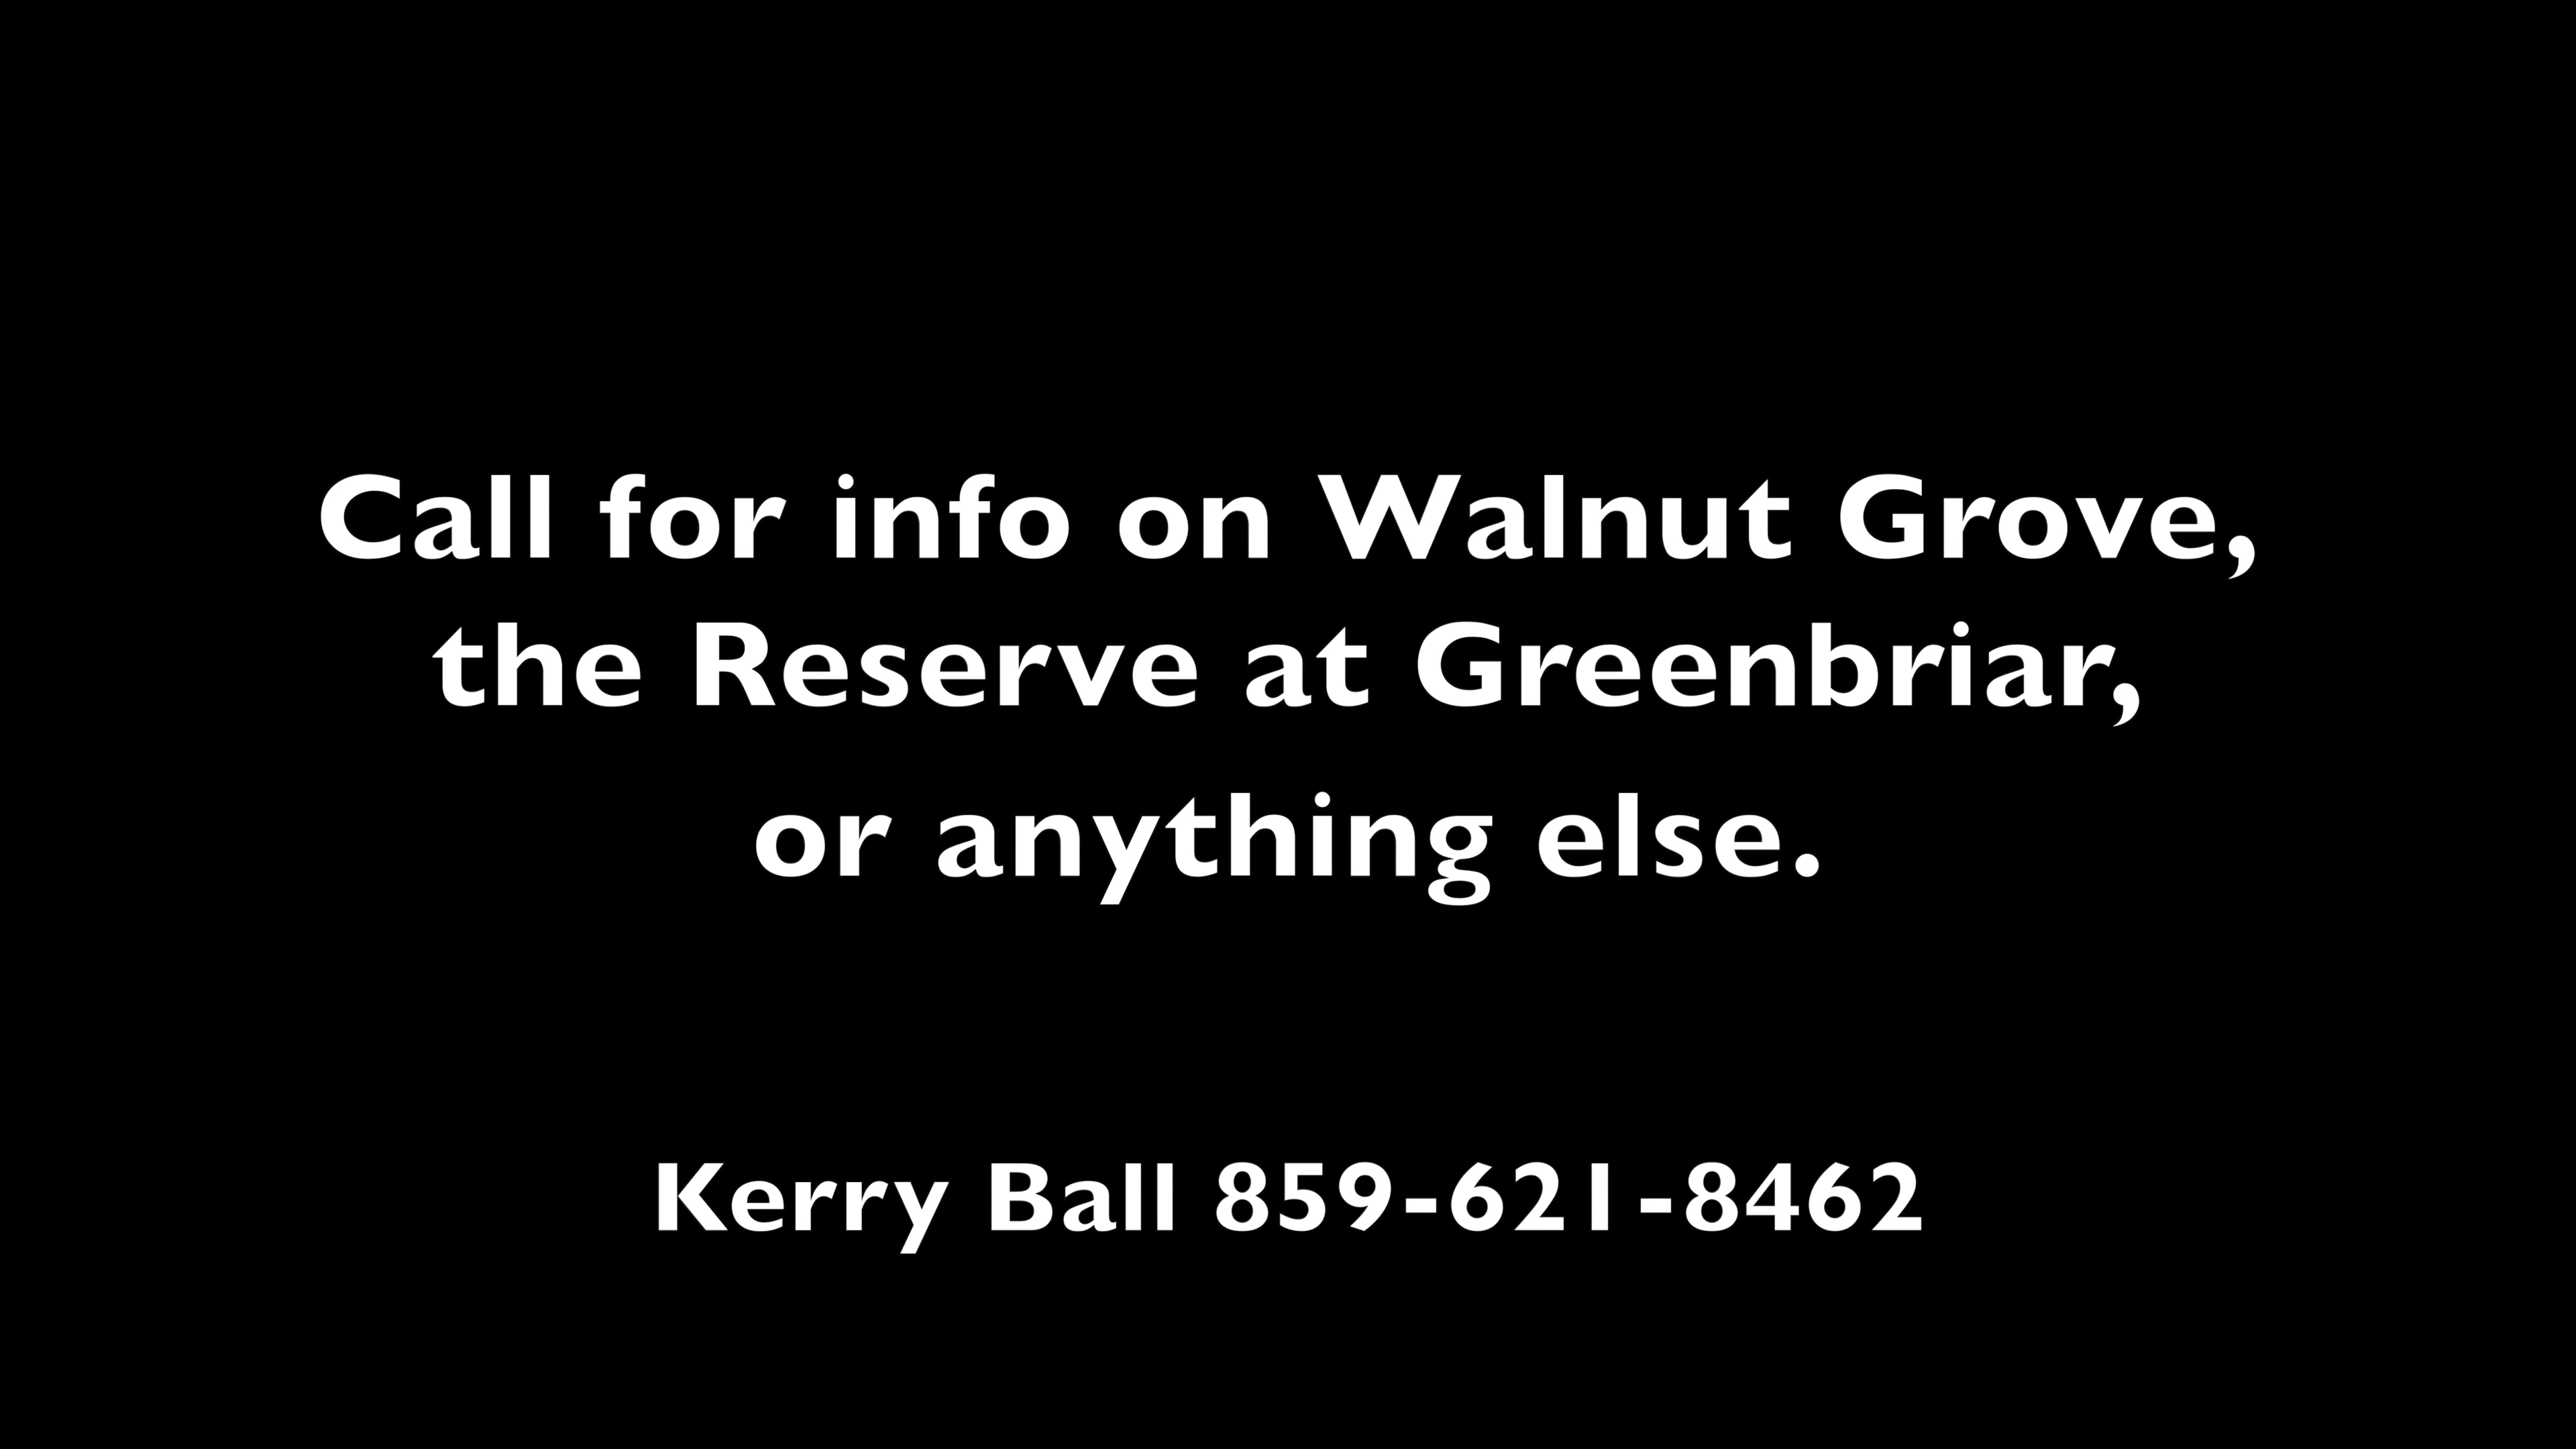 Call for info on Walnut Grove,
the Reserve at Greenbriar,
or anything else.
Kerry Ball 859-621-8462